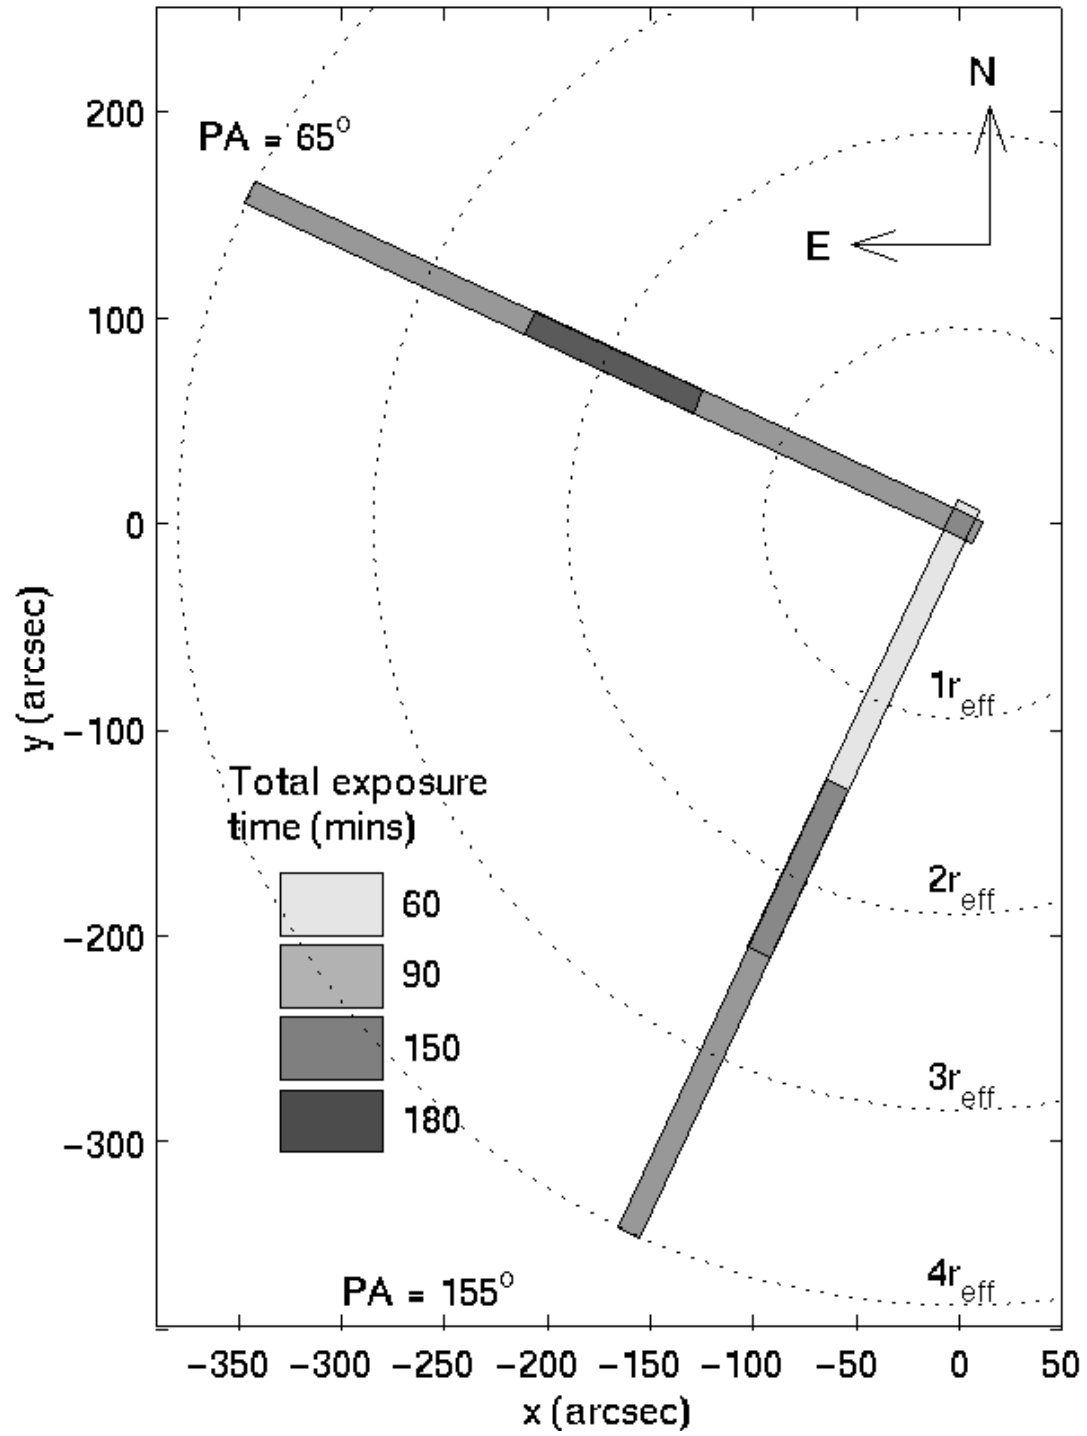 N
200
PA = 65°
E
100
0
-100
-200
-300
y (arcsec)
1r_eff
Total exposure
time (mins)
60
90
150
180
2r_eff
3r_eff
4r_eff
PA = 155°
-350 -300 -250 -200 -150 -100 -50 0 50
x (arcsec)